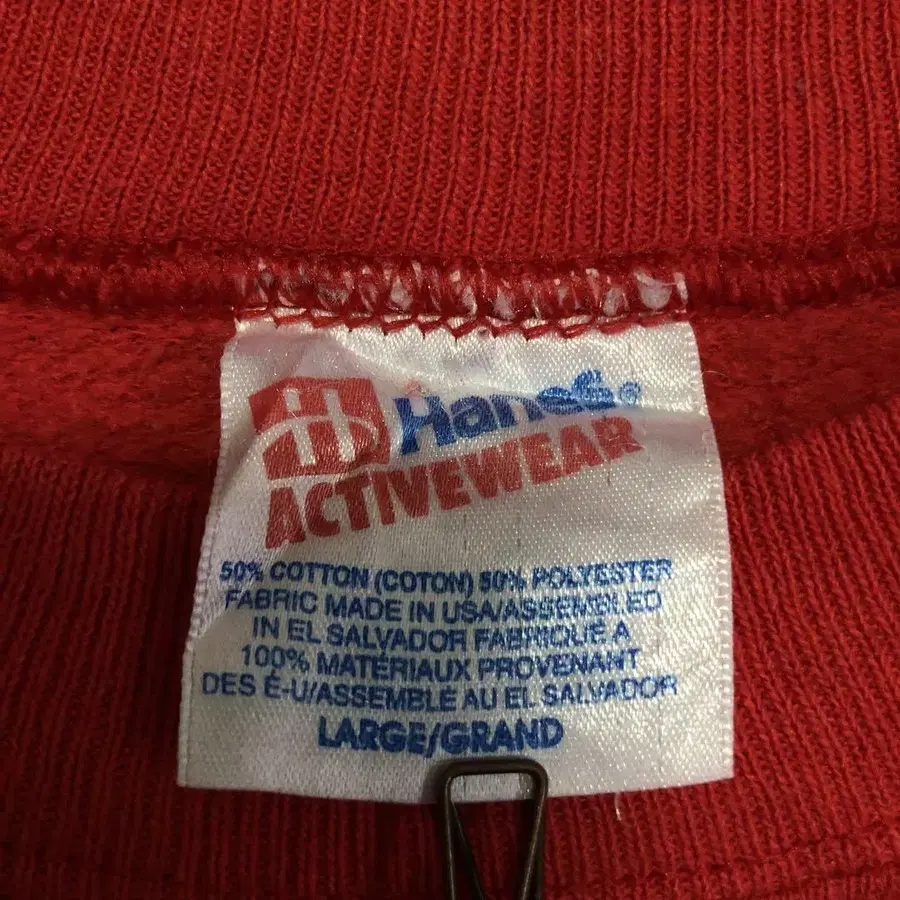 H Hanes®
ACTIVEWEAR
50% COTTON (COTON) 50% POLYESTER
FABRIC MADE IN USA/ASSEMBLED
IN EL SALVADOR FABRIQUÉ A
100% MATÉRIAUX PROVENANT
DES É-U/ASSEMBLÉ AU EL SALVADOR
LARGE/GRAND